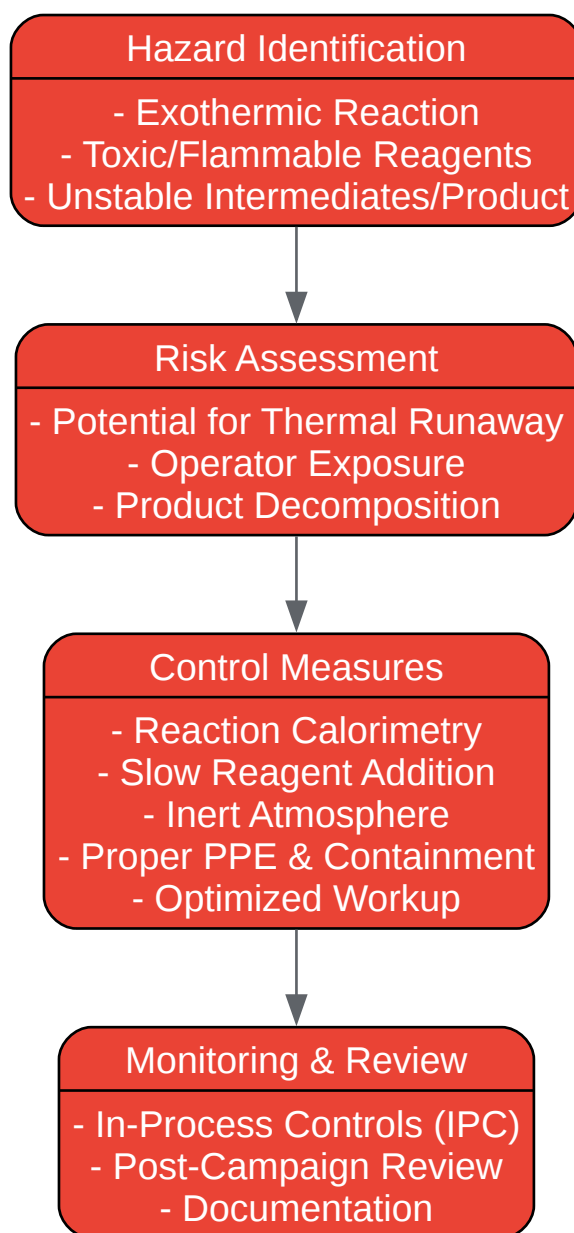 Hazard Identification
- Exothermic Reaction
- Toxic/Flammable Reagents
- Unstable Intermediates/Product
Risk Assessment
- Potential for Thermal Runaway
- Operator Exposure
- Product Decomposition
Control Measures
- Reaction Calorimetry
- Slow Reagent Addition
- Inert Atmosphere
- Proper PPE & Containment
- Optimized Workup
Monitoring & Review
- In-Process Controls (IPC)
- Post-Campaign Review
- Documentation